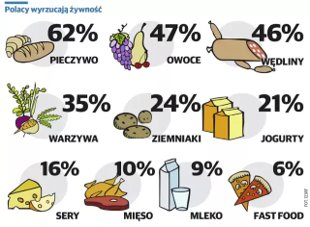 Polacy wyrzucają żywność
62%
PIECZYWO
47%
OWOCE
46%
WĘDLINY
35%
WARZYWA
24%
ZIEMNIAKI
21%
JOGURTY
16%
SERY
10%
MIĘSO
9%
MLEKO
6%
FAST FOOD